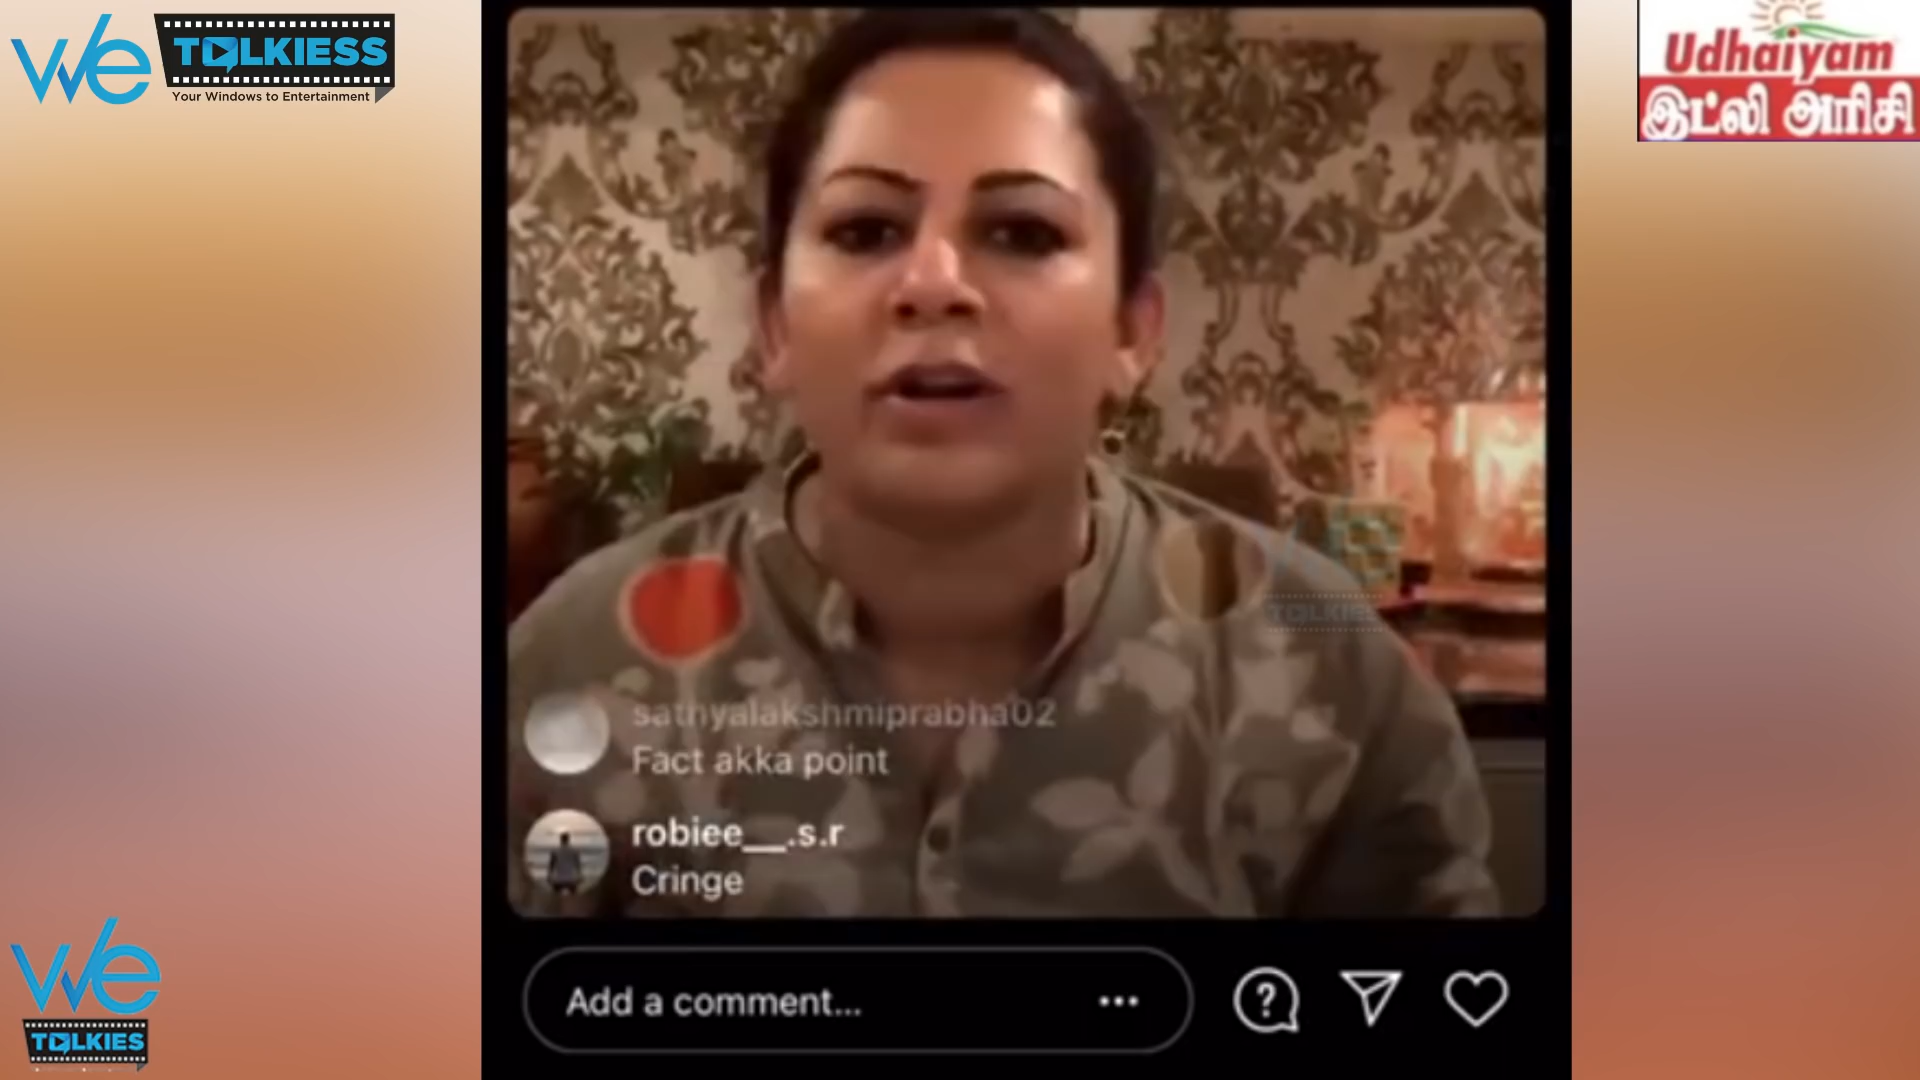 we TALKIESS
Your Windows to Entertainment
Udhaiyam
இட்லி அரிசி
TALKIES
sathyalakshmiprabha02
Fact akka point
robiee__.s.r
Cringe
Add a comment...
we
TALKIES